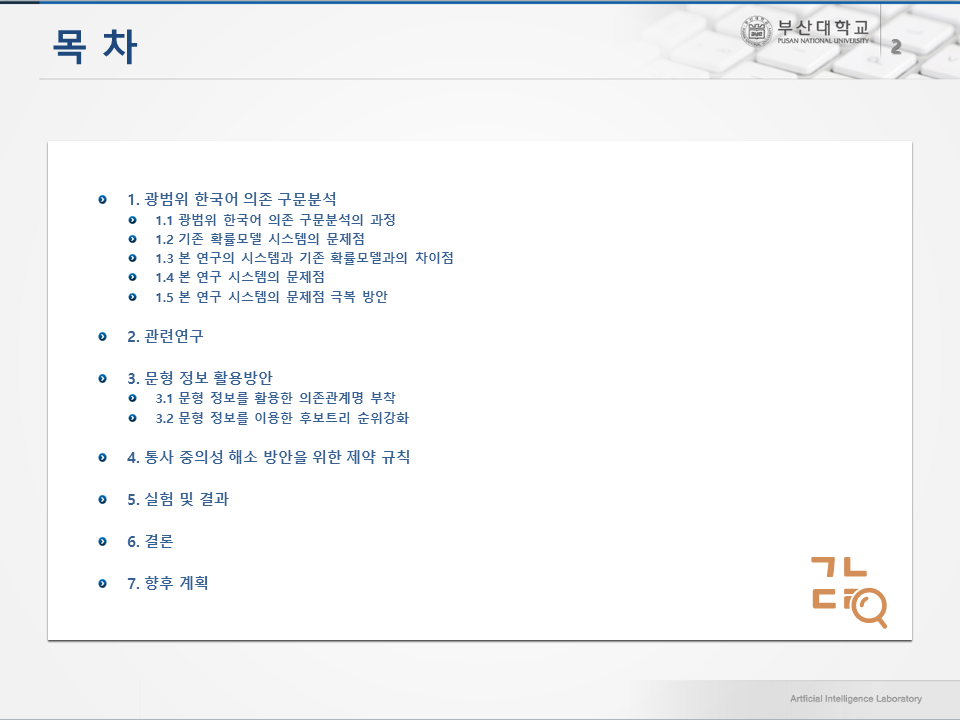 목 차
부산대학교
PUSAN NATIONAL UNIVERSITY
2
1. 광범위 한국어 의존 구문분석
1.1 광범위 한국어 의존 구문분석의 과정
1.2 기존 확률모델 시스템의 문제점
1.3 본 연구의 시스템과 기존 확률모델과의 차이점
1.4 본 연구 시스템의 문제점
1.5 본 연구 시스템의 문제점 극복 방안
2. 관련연구
3. 문형 정보 활용방안
3.1 문형 정보를 활용한 의존관계명 부착
3.2 문형 정보를 이용한 후보트리 순위강화
4. 통사 중의성 해소 방안을 위한 제약 규칙
5. 실험 및 결과
6. 결론
7. 향후 계획
ㄱㄴ
ㄷㄹ
Artficial Intelligence Laboratory